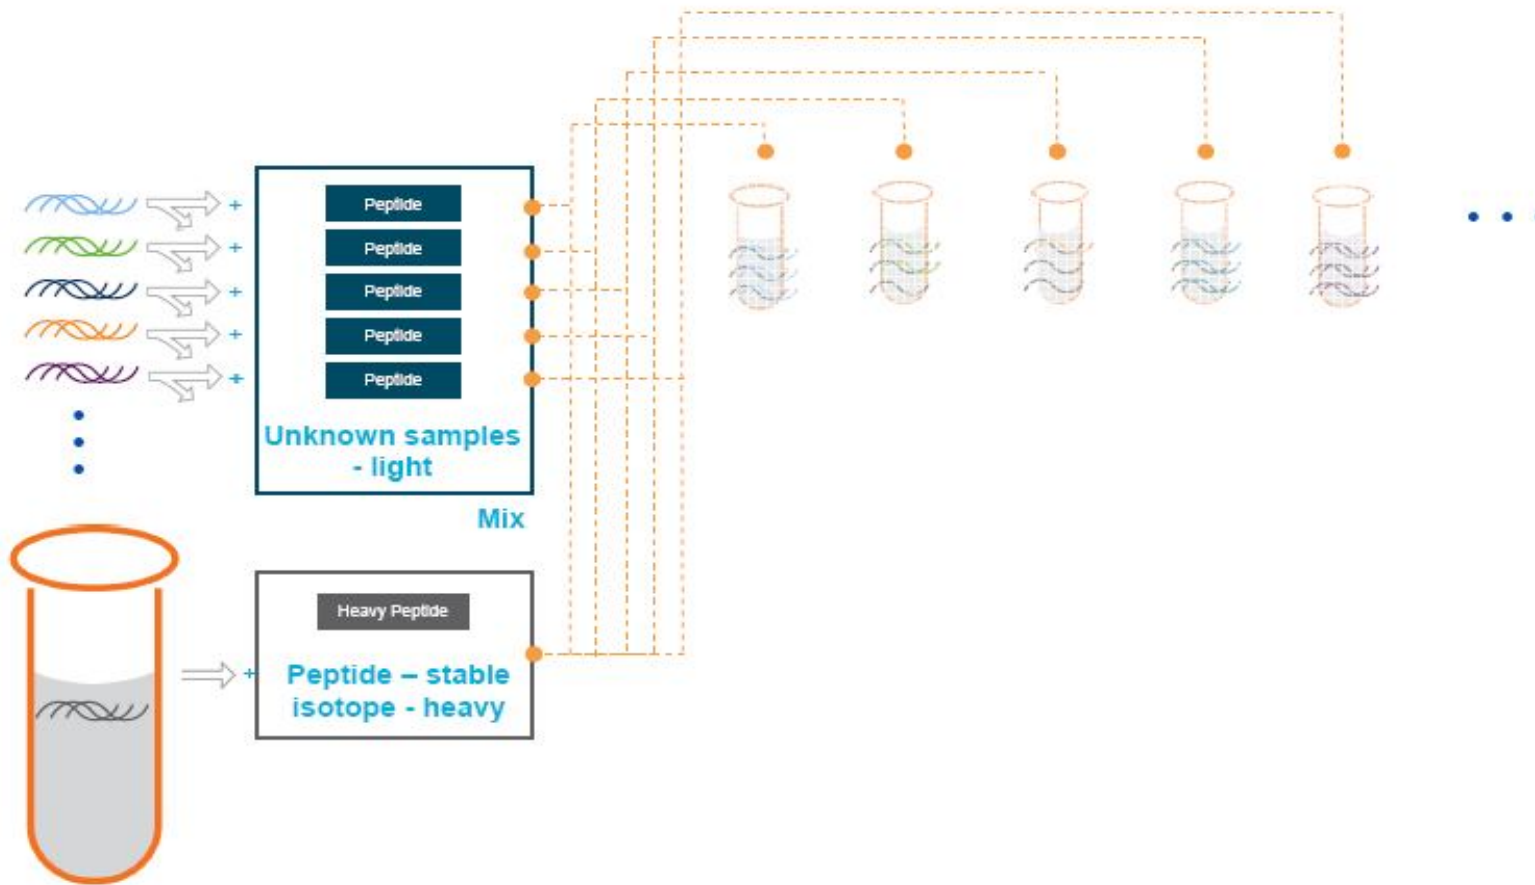 Peptide
Peptide
Peptide
Peptide
Peptide
Unknown samples
- light
Mix
Heavy Peptide
Peptide – stable
isotope - heavy